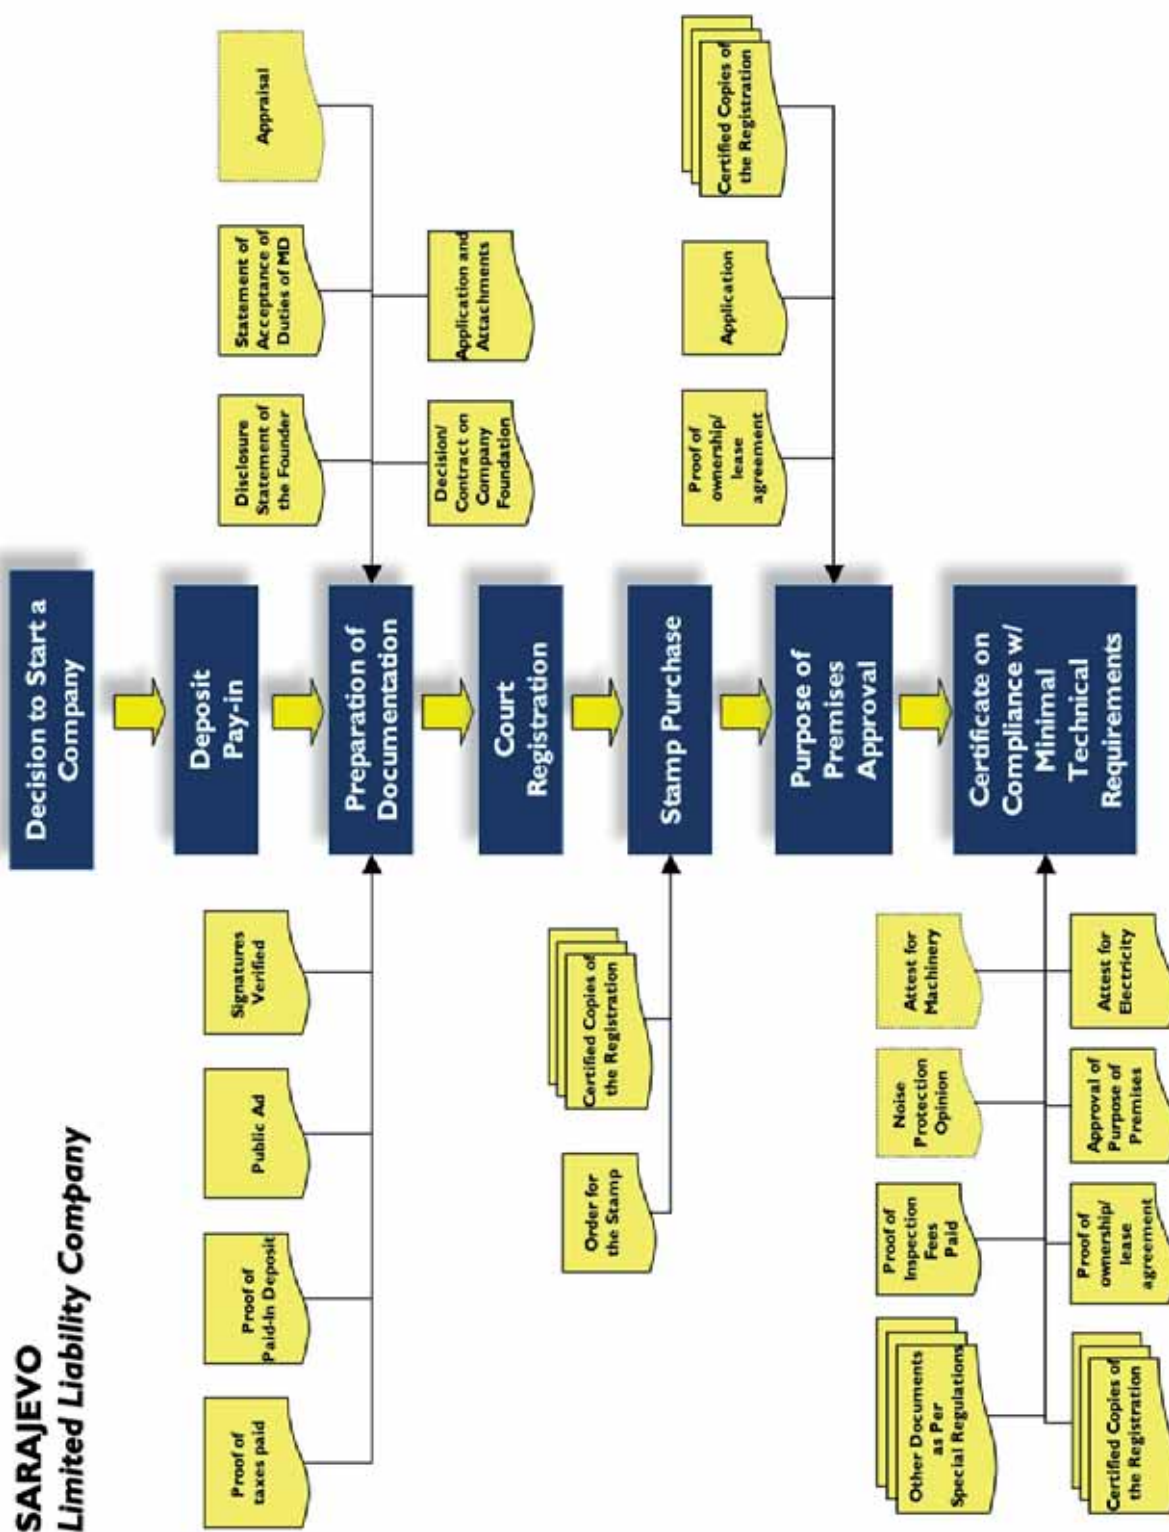 SARAJEVO
Limited Liability Company
Decision to Start a
Company
Deposit
Pay-in
Proof of
taxes paid
Proof of
Paid-In Deposit
Public Ad
Signatures
Verified
Preparation of
Documentation
Disclosure
Statement of
the Founder
Statement of
Acceptance of
Duties of MD
Appraisal
Decision/
Contract on
Company
Foundation
Application and
Attachments
Court
Registration
Order for
the Stamp
Certified Copies of
the Registration
Stamp Purchase
Purpose of
Premises
Approval
Proof of
ownership/
lease
agreement
Application
Certified Copies of
the Registration
Other Documents
as Per
Special Regulations
Proof of
Inspection
Fees
Paid
Noise
Protection
Opinion
Attest for
Machinery
Certificate on
Compliance w/
Minimal
Technical
Requirements
Certified Copies of
the Registration
Proof of
ownership/
lease
agreement
Approval of
Purpose of
Premises
Attest for
Electricity